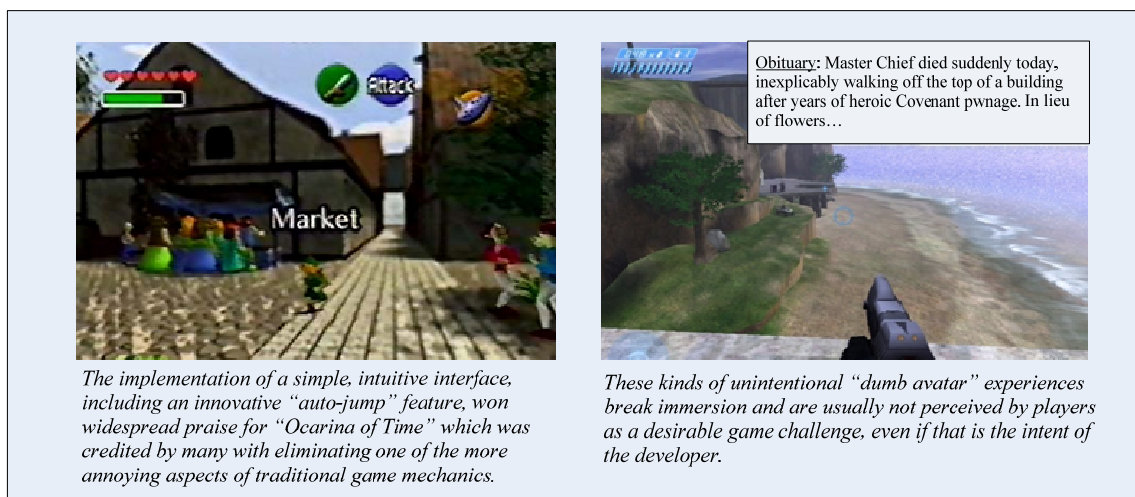 Attack
Market
Obituary: Master Chief died suddenly today,
inexplicably walking off the top of a building
after years of heroic Covenant pwnage. In lieu
of flowers…
The implementation of a simple, intuitive interface,
including an innovative “auto-jump” feature, won
widespread praise for “Ocarina of Time” which was
credited by many with eliminating one of the more
annoying aspects of traditional game mechanics.
These kinds of unintentional “dumb avatar” experiences
break immersion and are usually not perceived by players
as a desirable game challenge, even if that is the intent of
the developer.